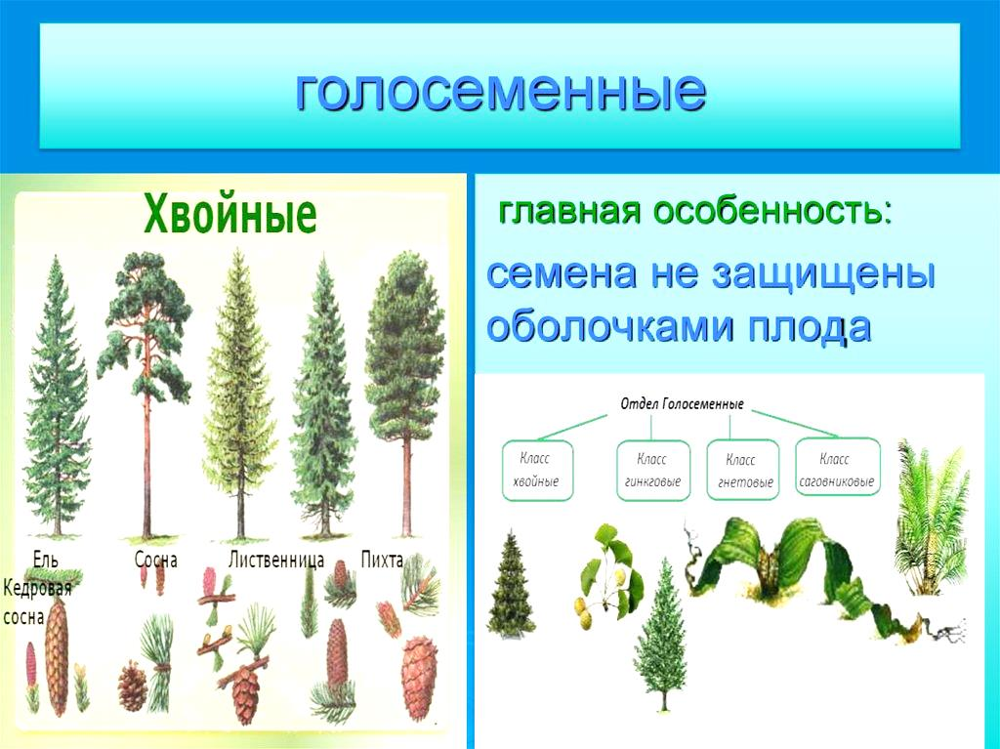 голосеменные
Хвойные
Ель Сосна Лиственница Пихта
Кедровая
сосна
главная особенность:
семена не защищены
оболочками плода
Отдел Голосеменные
Класс
хвойные
Класс
гинкговые
Класс
гнетовые
Класс
саговниковые